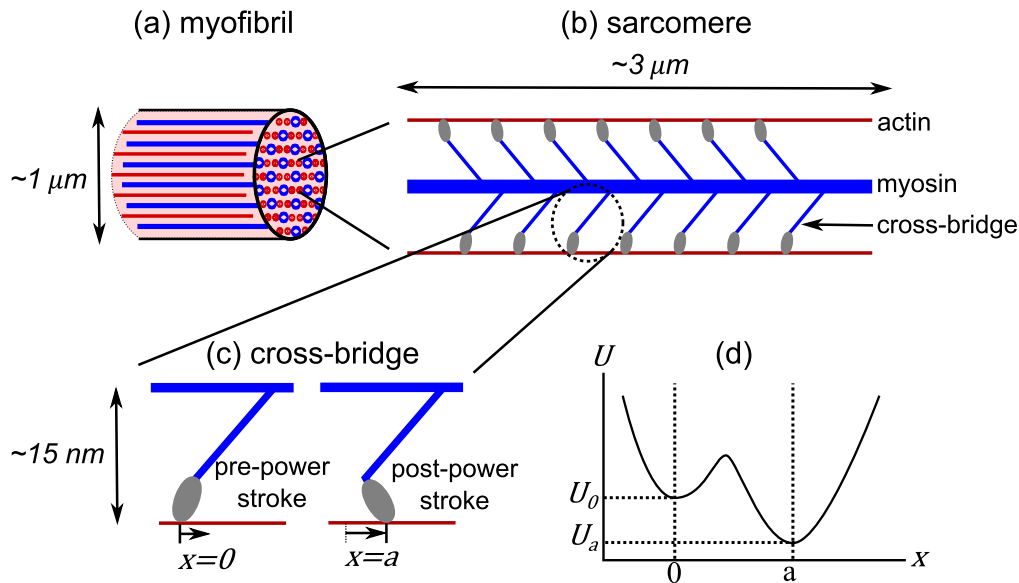 (a) myofibril
(b) sarcomere
~3 μm
~1 μm
actin
myosin
cross-bridge
(c) cross-bridge
(d)
~15 nm
pre-power
stroke
post-power
stroke
x=0
x=a
U
U0
Ua
0
a
x